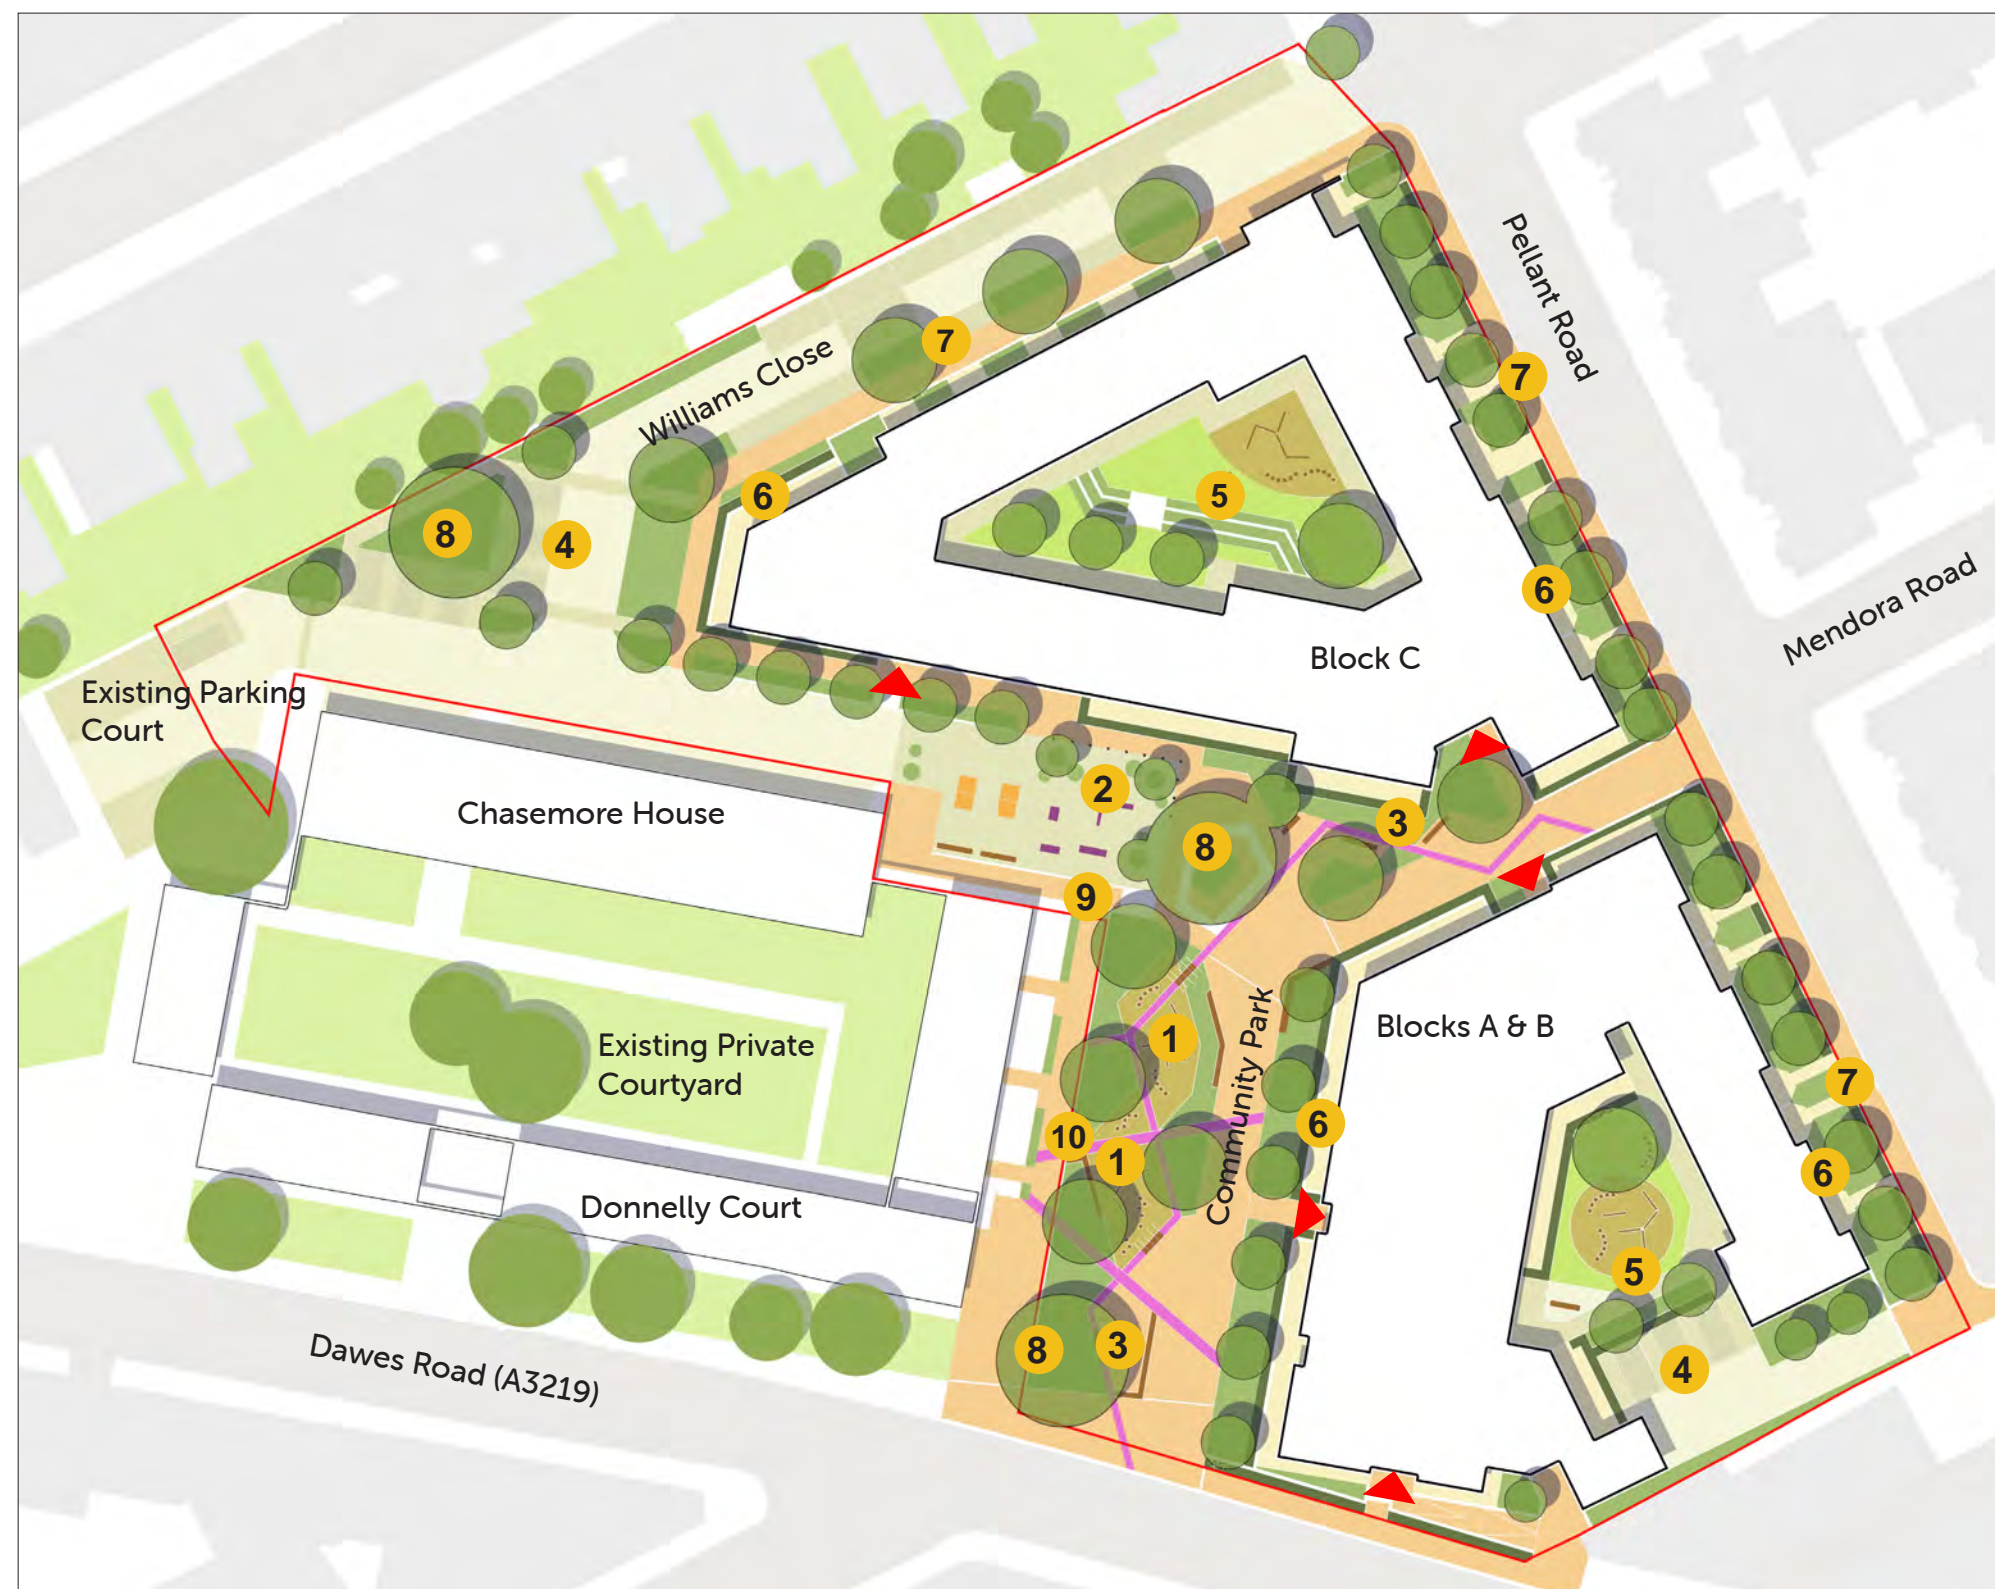 Pellant Road
7
Williams Close
7
6
5
8
4
6
Mendora Road
Block C
Existing Parking
Court
2
Chasemore House
3
8
9
Community Park
1
Blocks A & B
Existing Private
Courtyard
7
6
10
1
6
Donnelly Court
5
8
3
4
Dawes Road (A3219)